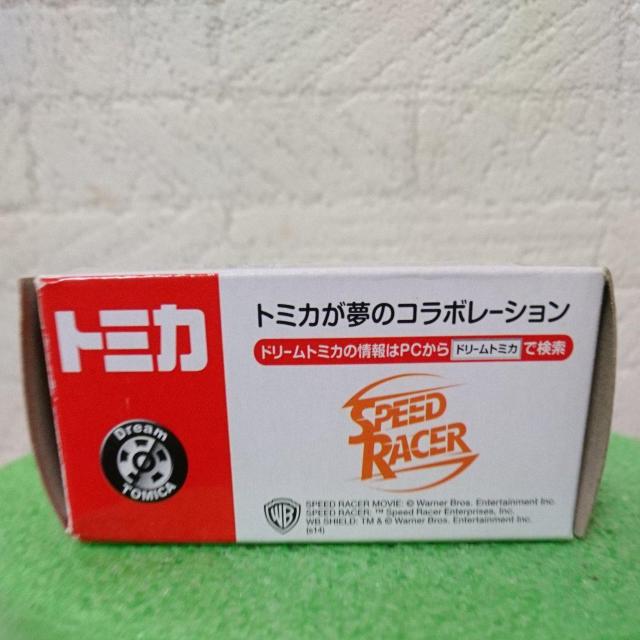 トミカ
Dream
TOMICA
トミカが夢のコラボレーション
ドリームトミカの情報はPCから ドリームトミカ で検索
SPEED
RACER
WB
SPEED RACER MOVIE: © Warner Bros. Entertainment Inc.
SPEED RACER: ™ Speed Racer Enterprises, Inc.
WB SHIELD: TM & © Warner Bros. Entertainment Inc.
(s14)